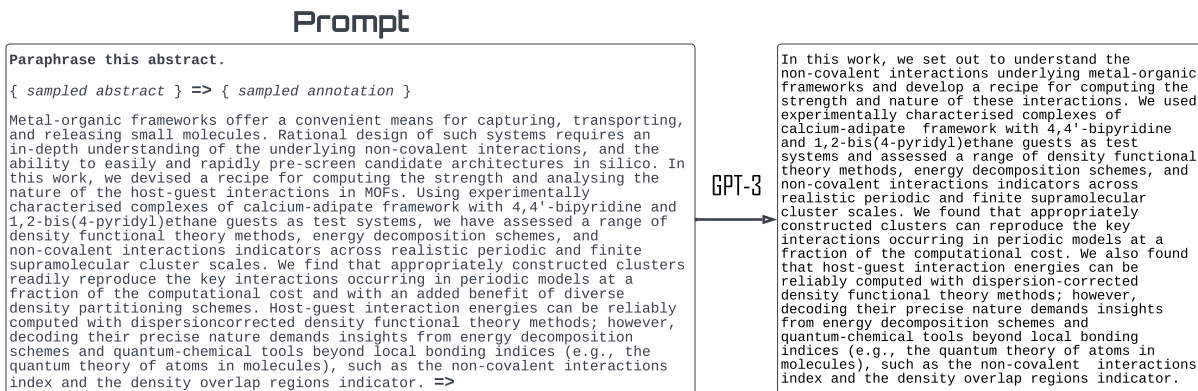 Prompt
Paraphrase this abstract.
{ sampled abstract } => { sampled annotation }
Metal-organic frameworks offer a convenient means for capturing, transporting,
and releasing small molecules. Rational design of such systems requires an
in-depth understanding of the underlying non-covalent interactions, and the
ability to easily and rapidly pre-screen candidate architectures in silico. In
this work, we devised a recipe for computing the strength and analysing the
nature of the host-guest interactions in MOFs. Using experimentally
characterised complexes of calcium-adipate framework with 4,4'-bipyridine and
1,2-bis(4-pyridyl)ethane guests as test systems, we have assessed a range of
density functional theory methods, energy decomposition schemes, and
non-covalent interactions indicators across realistic periodic and finite
supramolecular cluster scales. We find that appropriately constructed clusters
readily reproduce the key interactions occurring in periodic models at a
fraction of the computational cost and with an added benefit of diverse
density partitioning schemes. Host-guest interaction energies can be reliably
computed with dispersioncorrected density functional theory methods; however,
decoding their precise nature demands insights from energy decomposition
schemes and quantum-chemical tools beyond local bonding indices (e.g., the
quantum theory of atoms in molecules), such as the non-covalent interactions
index and the density overlap regions indicator. =>
GPT-3
In this work, we set out to understand the
non-covalent interactions underlying metal-organic
frameworks and develop a recipe for computing the
strength and nature of these interactions. We used
experimentally characterised complexes of
calcium-adipate framework with 4,4'-bipyridine
and 1,2-bis(4-pyridyl)ethane guests as test
systems and assessed a range of density functional
theory methods, energy decomposition schemes, and
non-covalent interactions indicators across
realistic periodic and finite supramolecular
cluster scales. We found that appropriately
constructed clusters can reproduce the key
interactions occurring in periodic models at a
fraction of the computational cost. We also found
that host-guest interaction energies can be
reliably computed with dispersion-corrected
density functional theory methods; however,
decoding their precise nature demands insights
from energy decomposition schemes and
quantum-chemical tools beyond local bonding
indices (e.g., the quantum theory of atoms in
molecules), such as the non-covalent interactions
index and the density overlap regions indicator.